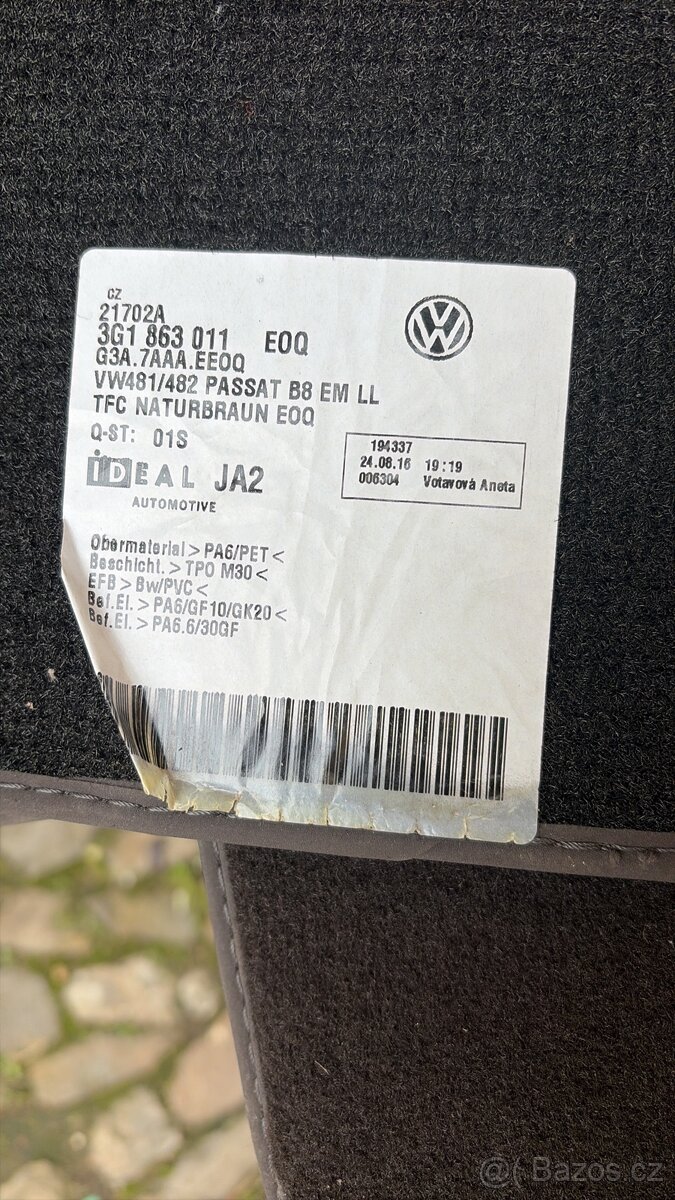 CZ
21702A
3G1 863 011 EOQ
G3A.7AAA.EEOQ
VW481/482 PASSAT B8 EM LL
TFC NATURBRAUN EOQ
Q-ST: 01S
iDEAL JA2
AUTOMOTIVE
194337
24.08.16 19:19
006304 Votavová Aneta
Obermaterial > PA6/PET <
Beschicht. > TPO M30 <
EFB > Bw/PVC <
Bef.El. > PA6/GF10/GK20 <
Bef.El. > PA6.6/30GF
@( Bazos.cz